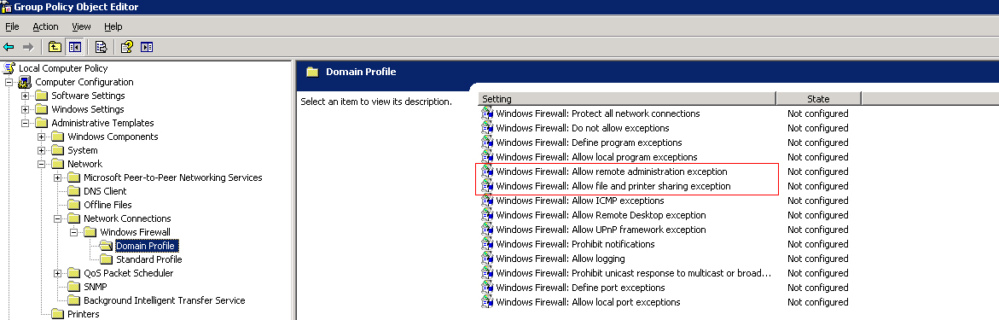 Group Policy Object Editor
File Action View Help
Local Computer Policy
Computer Configuration
Software Settings
Windows Settings
Administrative Templates
Windows Components
System
Network
Microsoft Peer-to-Peer Networking Services
DNS Client
Offline Files
Network Connections
Windows Firewall
Domain Profile
Standard Profile
QoS Packet Scheduler
SNMP
Background Intelligent Transfer Service
Printers
Domain Profile
Select an item to view its description.
Setting State
Windows Firewall: Protect all network connections Not configured
Windows Firewall: Do not allow exceptions Not configured
Windows Firewall: Define program exceptions Not configured
Windows Firewall: Allow local program exceptions Not configured
Windows Firewall: Allow remote administration exception Not configured
Windows Firewall: Allow file and printer sharing exception Not configured
Windows Firewall: Allow ICMP exceptions Not configured
Windows Firewall: Allow Remote Desktop exception Not configured
Windows Firewall: Allow UPnP framework exception Not configured
Windows Firewall: Prohibit notifications Not configured
Windows Firewall: Allow logging Not configured
Windows Firewall: Prohibit unicast response to multicast or broad... Not configured
Windows Firewall: Define port exceptions Not configured
Windows Firewall: Allow local port exceptions Not configured